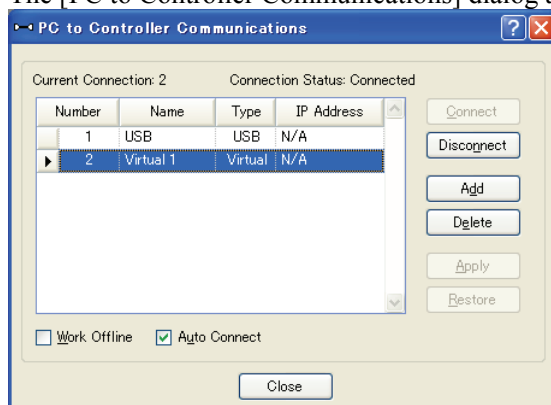 The [PC to Controller Communications] dialog
PC to Controller Communications
Current Connection: 2 Connection Status: Connected
Number Name Type IP Address
1 USB USB N/A
2 Virtual 1 Virtual N/A
Connect
Disconnect
Add
Delete
Apply
Restore
Work Offline Auto Connect
Close